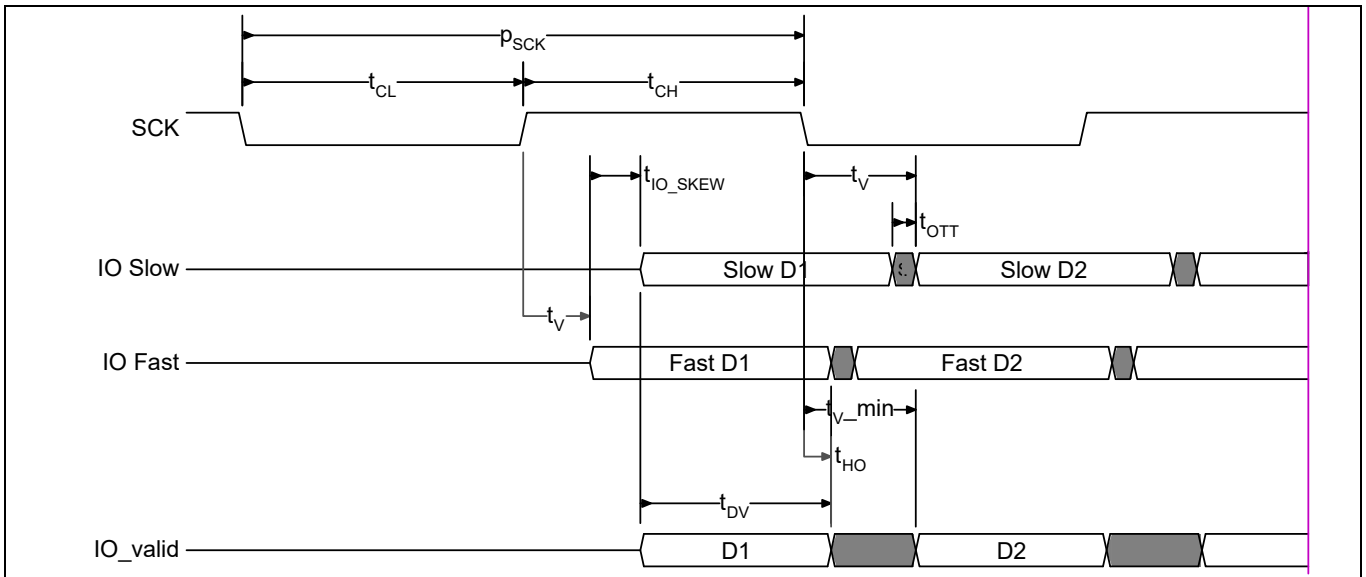 pSCK
tCL tCH
SCK
tIO_SKEW tV
tOTT
IO Slow Slow D1 S. Slow D2
tV
IO Fast Fast D1 Fast D2
tV_min
tHO
tDV
IO_valid D1 D2